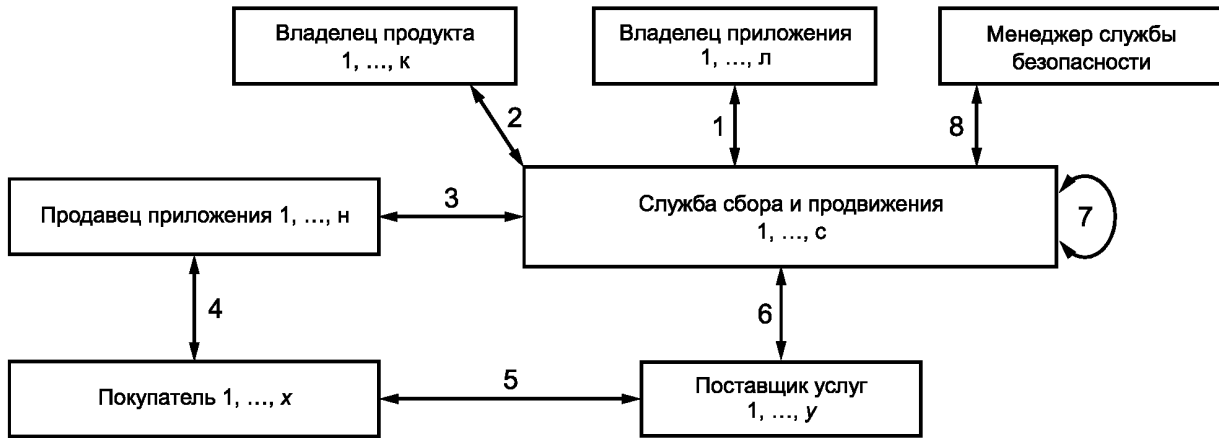 Владелец продукта
1, ..., к
Владелец приложения
1, ..., л
Менеджер службы
безопасности
2
1
8
Продавец приложения 1, ..., н
3
Служба сбора и продвижения
1, ..., с
7
4
6
Покупатель 1, ..., x
5
Поставщик услуг
1, ..., y